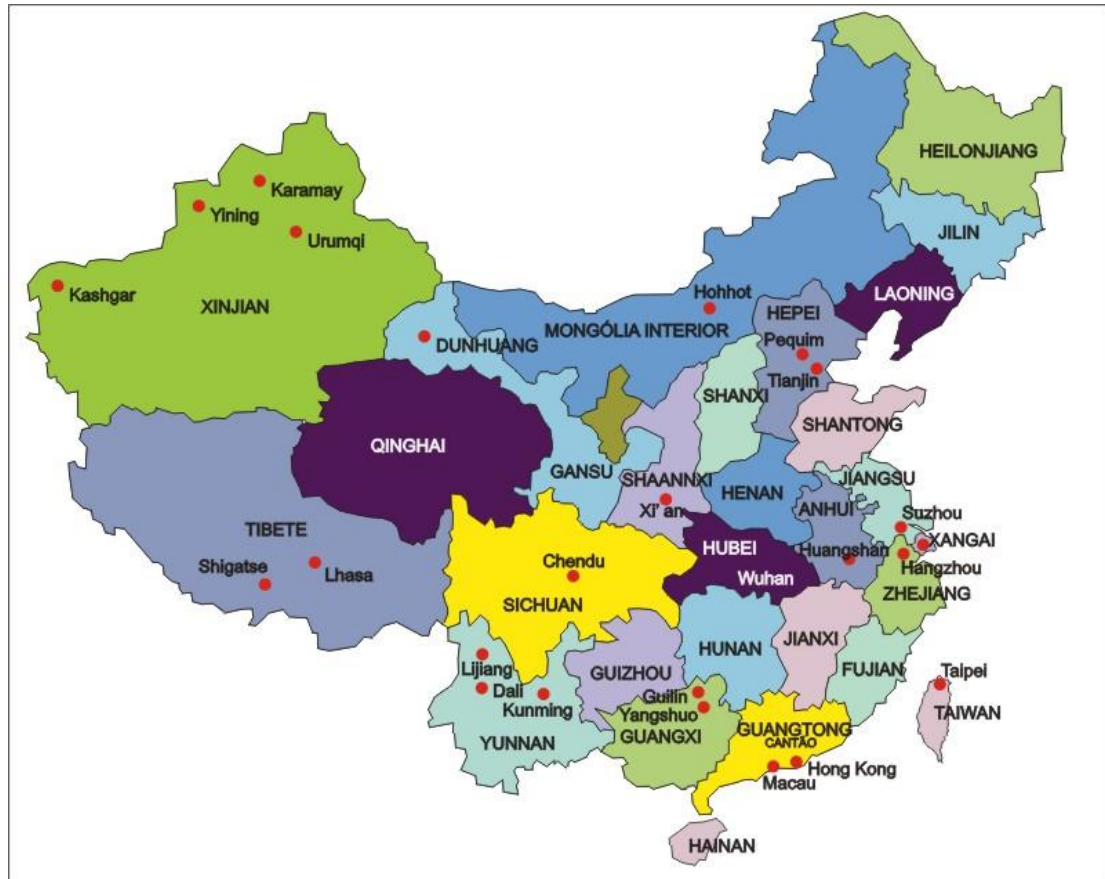 HEILONJIANG
Karamay
Yining
JILIN
Urumqi
Kashgar
LAONING
Hohhot
XINJIAN
HEPEI
MONGÓLIA INTERIOR
DUNHUANG
Pequim
Tianjin
SHANXI
SHANTONG
QINGHAI
GANSU
SHAANNXI
JIANGSU
HENAN
ANHUI
Xi' an
Suzhou
TIBETE
XANGAI
HUBEI
Huangshan
Chendu
Shigatse
Lhasa
Hangzhou
Wuhan
ZHEJIANG
SICHUAN
HUNAN
JIANXI
Lijiang
GUIZHOU
FUJIAN
Taipei
Dali
Guilin
Kunming
Yangshuo
TAIWAN
GUANGTONG
GUANGXI
CANTÃO
YUNNAN
Hong Kong
Macau
HAINAN